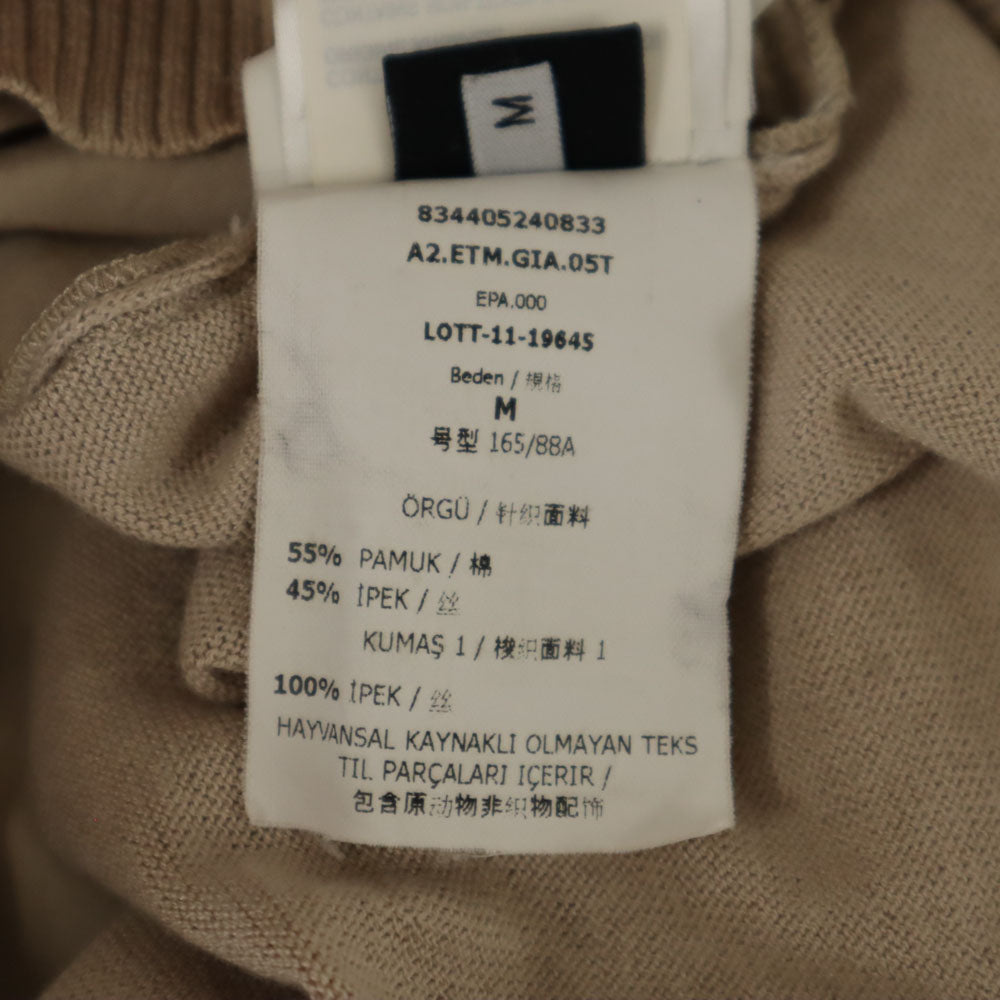 M
834405240833
A2.ETM.GIA.05T
EPA.000
LOTT-11-19645
Beden / 規格
M
号型 165/88A
ÖRGÜ / 针织面料
55% PAMUK / 棉
45% İPEK / 丝
KUMAŞ 1 / 梭织面料 1
100% İPEK / 丝
HAYVANSAL KAYNAKLI OLMAYAN TEKS
TIL PARÇALARI IÇERIR /
包含原动物非织物配饰